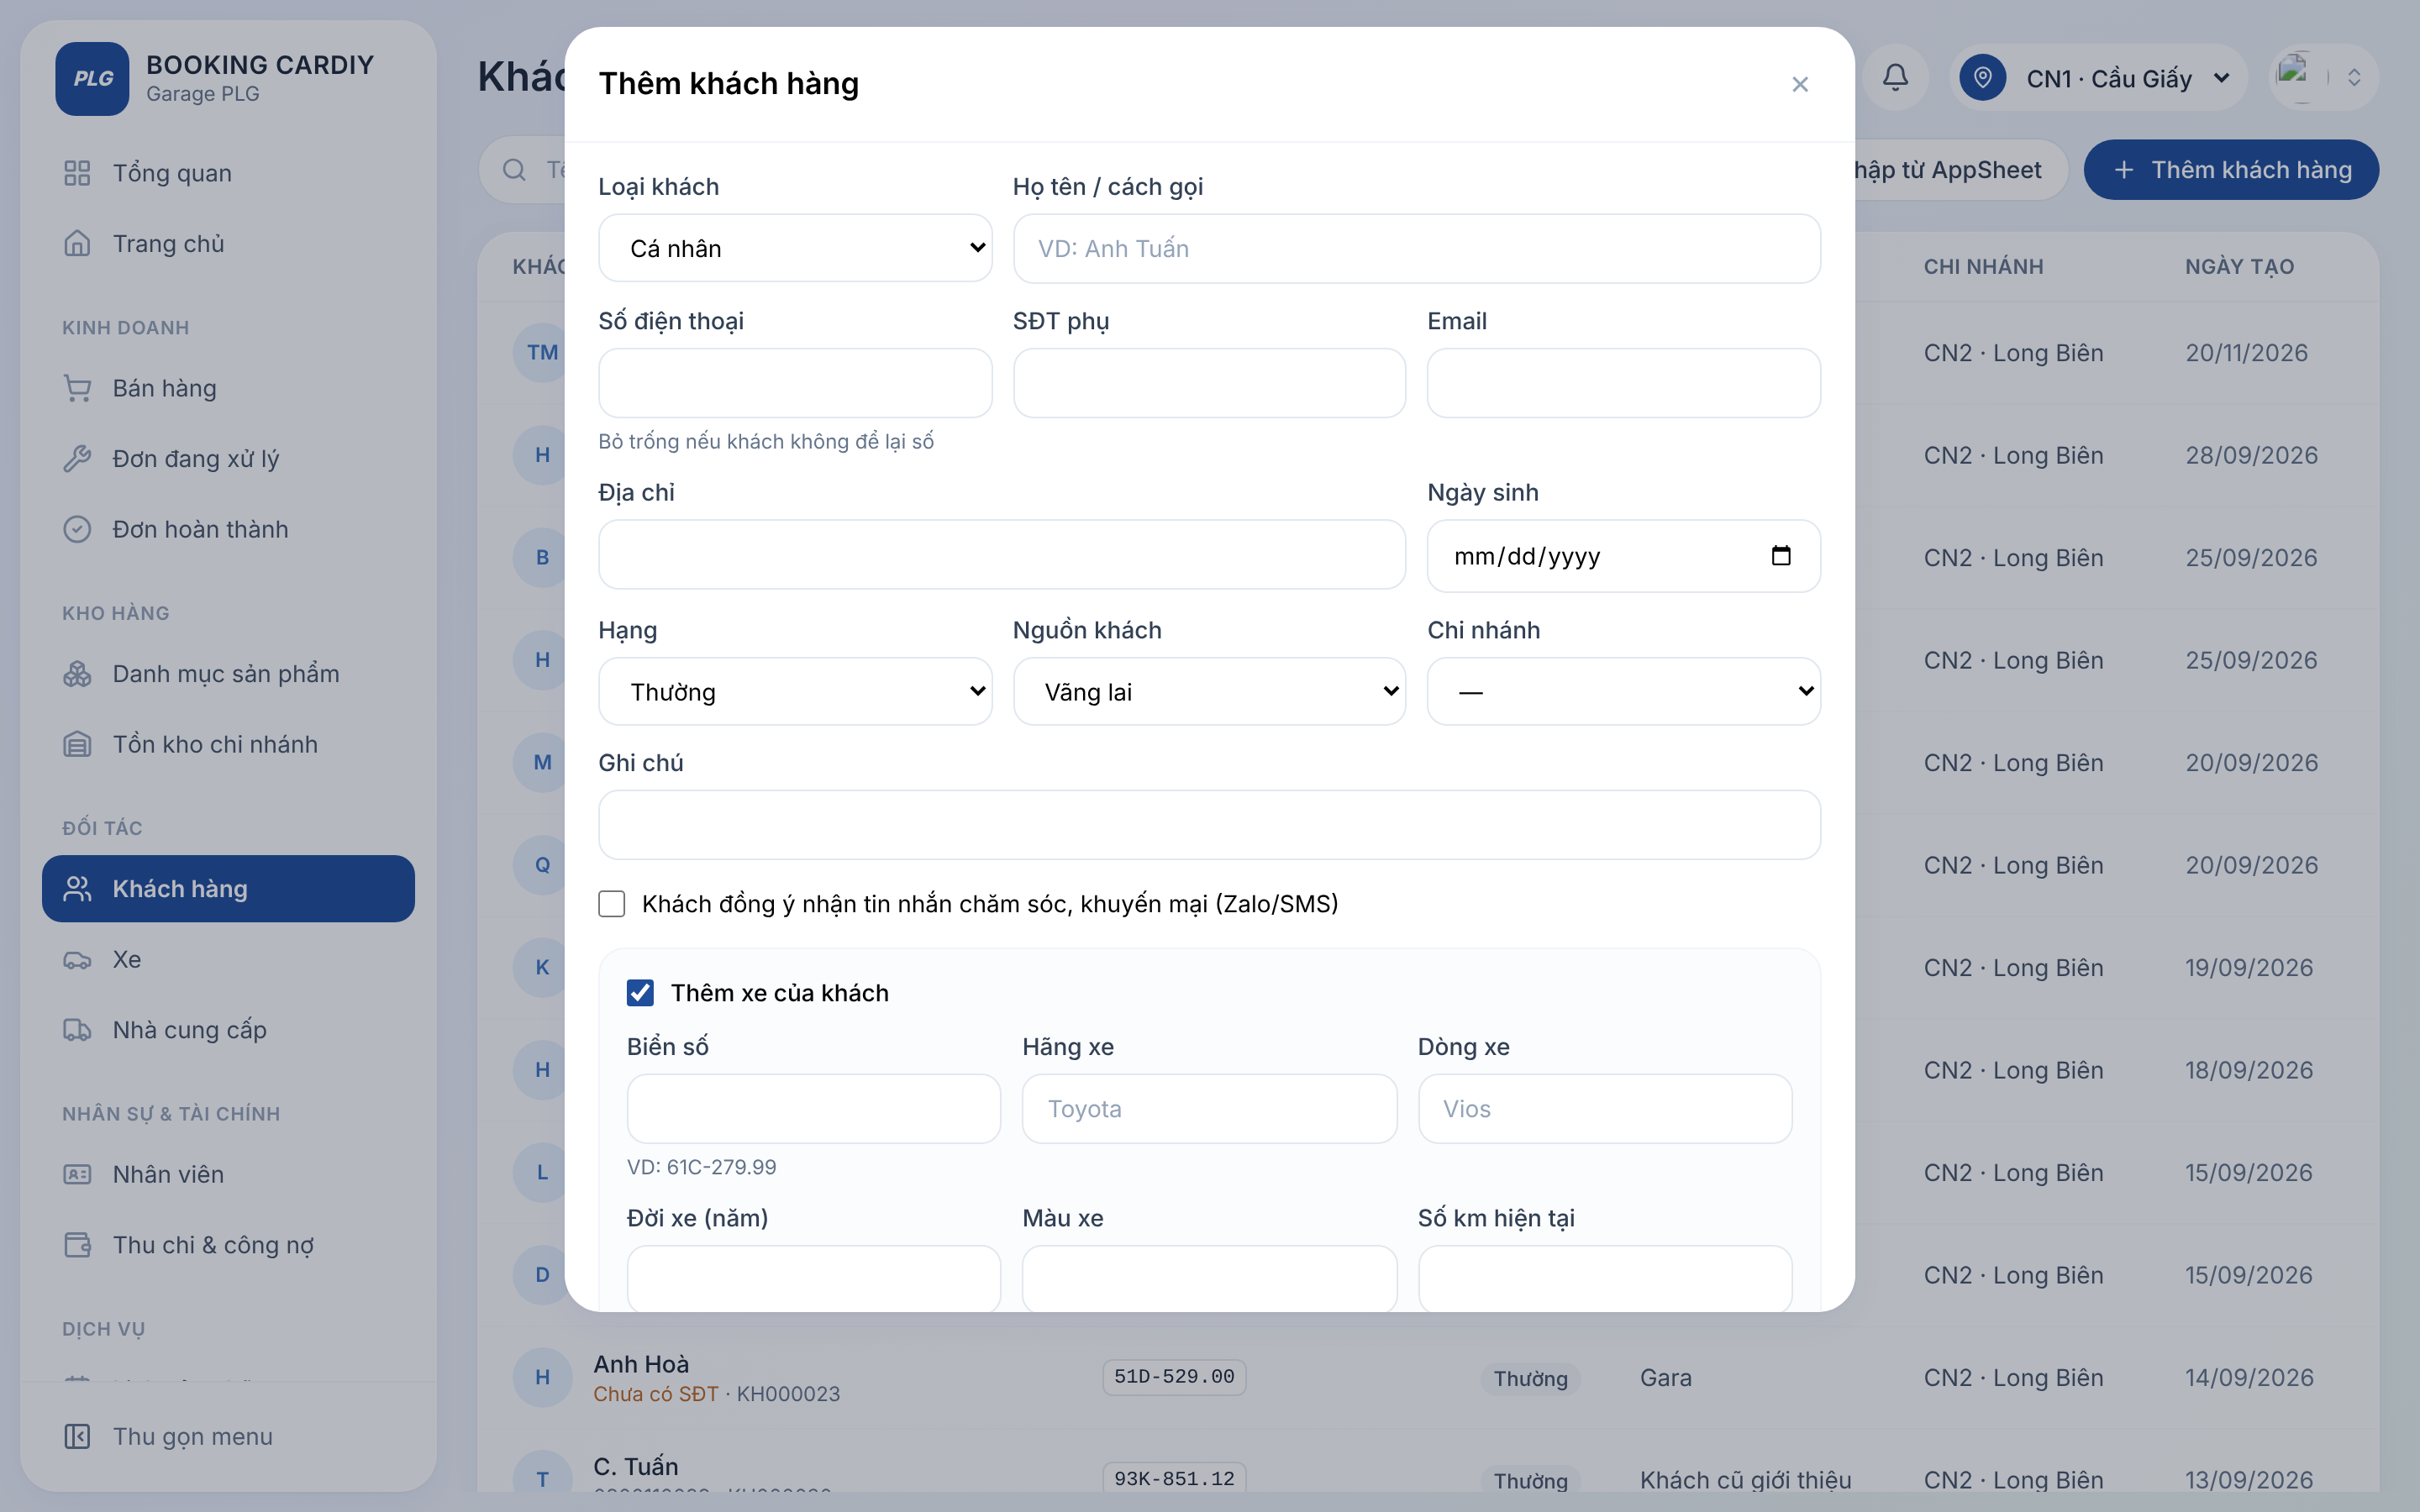 PLG
BOOKING CARDIY
Garage PLG
Tổng quan
Trang chủ
KINH DOANH
Bán hàng
Đơn đang xử lý
Đơn hoàn thành
KHO HÀNG
Danh mục sản phẩm
Tồn kho chi nhánh
ĐỐI TÁC
Khách hàng
Xe
Nhà cung cấp
NHÂN SỰ & TÀI CHÍNH
Nhân viên
Thu chi & công nợ
DỊCH VỤ
Thu gọn menu
CN1 · Cầu Giấy
AppSheet
từ AppSheet
Thêm khách hàng
CHI NHÁNH NGÀY TẠO
TM CN2 · Long Biên 20/11/2026
H CN2 · Long Biên 28/09/2026
B CN2 · Long Biên 25/09/2026
H CN2 · Long Biên 25/09/2026
M CN2 · Long Biên 20/09/2026
Q CN2 · Long Biên 20/09/2026
K CN2 · Long Biên 19/09/2026
H CN2 · Long Biên 18/09/2026
L CN2 · Long Biên 15/09/2026
D CN2 · Long Biên 15/09/2026
H Anh Hoà 51D-529.00 Thường Gara CN2 · Long Biên 14/09/2026
Chưa có SĐT · KH000023
T C. Tuấn 93K-851.12 Thường Khách cũ giới thiệu CN2 · Long Biên 13/09/2026
Thêm khách hàng
Loại khách Họ tên / cách gọi
Cá nhân VD: Anh Tuấn
Số điện thoại SĐT phụ Email
Bỏ trống nếu khách không để lại số
Địa chỉ Ngày sinh
mm/dd/yyyy
Hạng Nguồn khách Chi nhánh
Thường Vãng lai —
Ghi chú
Khách đồng ý nhận tin nhắn chăm sóc, khuyến mại (Zalo/SMS)
Thêm xe của khách
Biển số Hãng xe Dòng xe
Toyota Vios
VD: 61C-279.99
Đời xe (năm) Màu xe Số km hiện tại